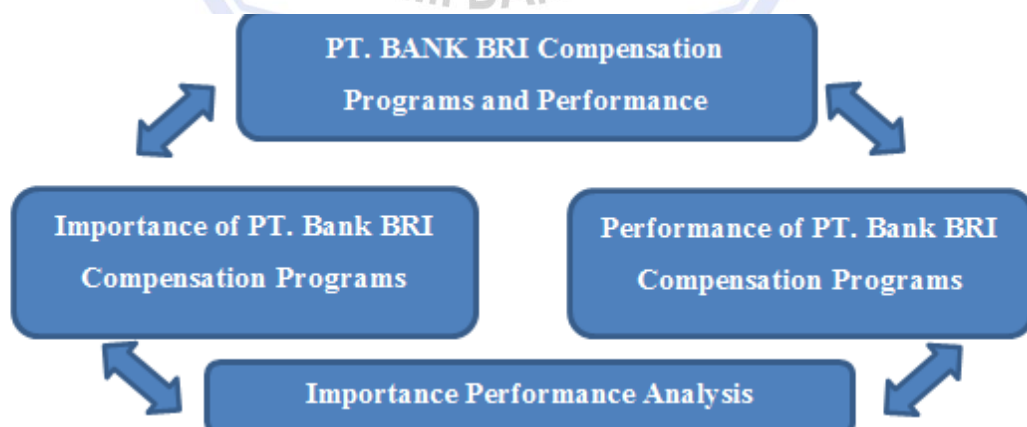 PT. BANK BRI Compensation
Programs and Performance
Importance of PT. Bank BRI
Compensation Programs
Performance of PT. Bank BRI
Compensation Programs
Importance Performance Analysis